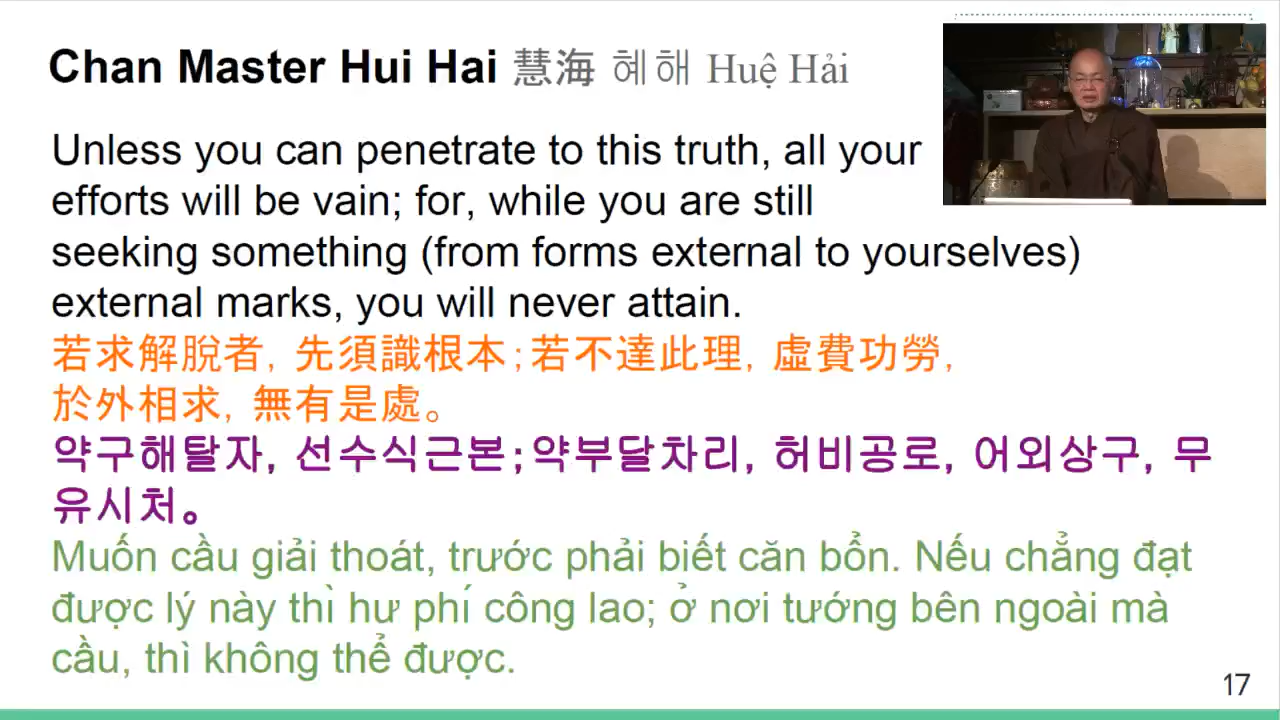 Chan Master Hui Hai 慧海 혜해 Huệ Hải
Unless you can penetrate to this truth, all your
efforts will be vain; for, while you are still
seeking something (from forms external to yourselves)
external marks, you will never attain.
若求解脫者, 先須識根本;若不達此理, 虛費功勞,
於外相求, 無有是處。
약구해탈자, 선수식근본;약부달차리, 허비공로, 어외상구, 무
유시처。
Muốn cầu giải thoát, trước phải biết căn bổn. Nếu chẳng đạt
được lý này thì hư phí công lao; ở nơi tướng bên ngoài mà
cầu, thì không thể được.
17